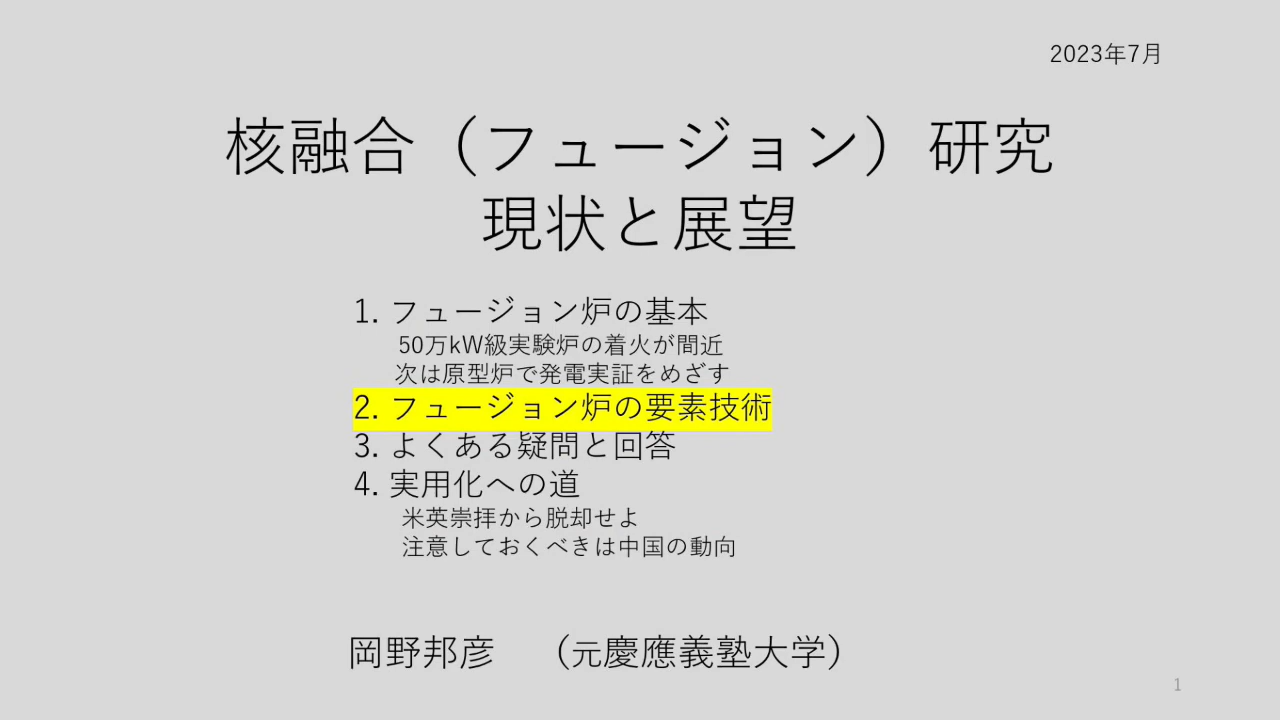 2023年7月
核融合（フュージョン）研究
現状と展望
1. フュージョン炉の基本
50万kW級実験炉の着火が間近
次は原型炉で発電実証をめざす
2. フュージョン炉の要素技術
3. よくある疑問と回答
4. 実用化への道
米英崇拝から脱却せよ
注意しておくべきは中国の動向
岡野邦彦　（元慶應義塾大学）
1